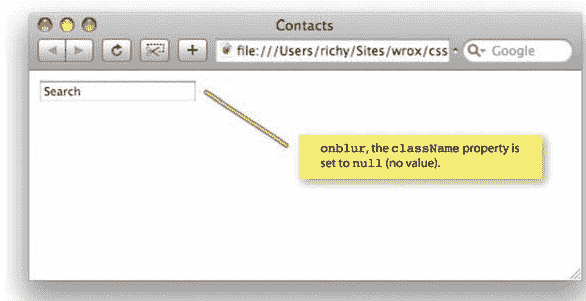 Contacts
file:///Users/richy/Sites/wrox/css
Google
Search
onblur, the className property is
set to null (no value).